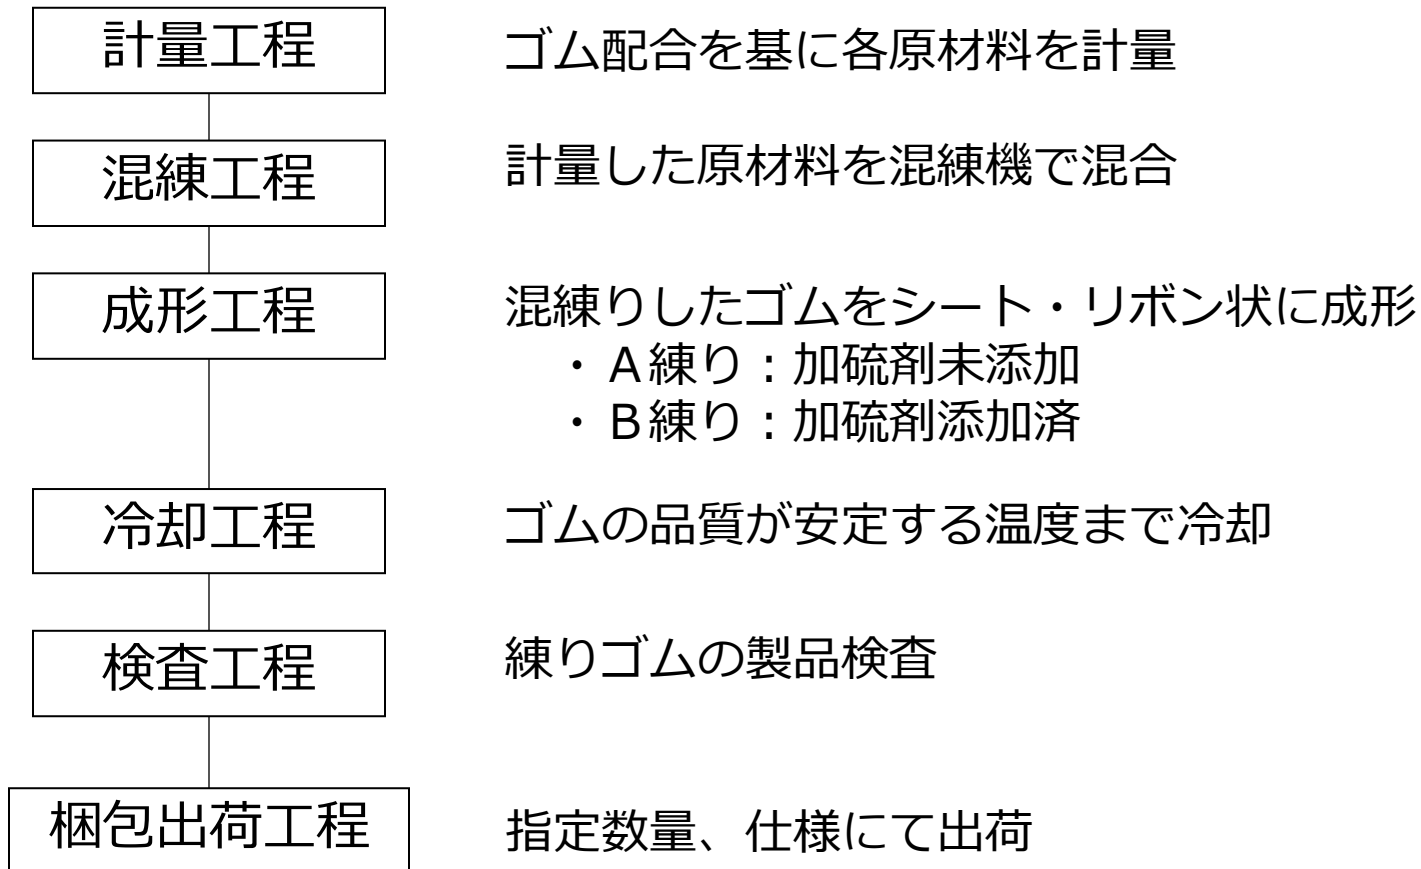 計量工程
ゴム配合を基に各原材料を計量
混練工程
計量した原材料を混練機で混合
成形工程
混練りしたゴムをシート・リボン状に成形
・Ａ練り：加硫剤未添加
・Ｂ練り：加硫剤添加済
冷却工程
ゴムの品質が安定する温度まで冷却
検査工程
練りゴムの製品検査
梱包出荷工程
指定数量、仕様にて出荷